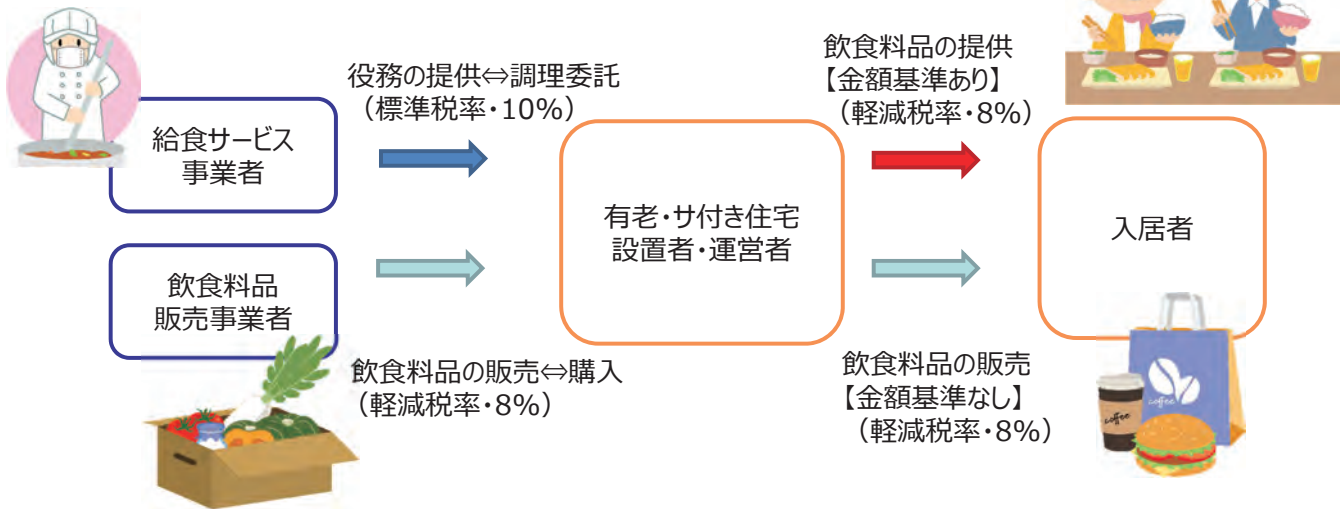 役務の提供⇔調理委託
（標準税率・10%）
飲食料品の提供
【金額基準あり】
（軽減税率・8%）
給食サービス
事業者
有老・サ付き住宅
設置者・運営者
入居者
飲食料品
販売事業者
飲食料品の販売⇔購入
（軽減税率・8%）
飲食料品の販売
【金額基準なし】
（軽減税率・8%）
coffee
coffee